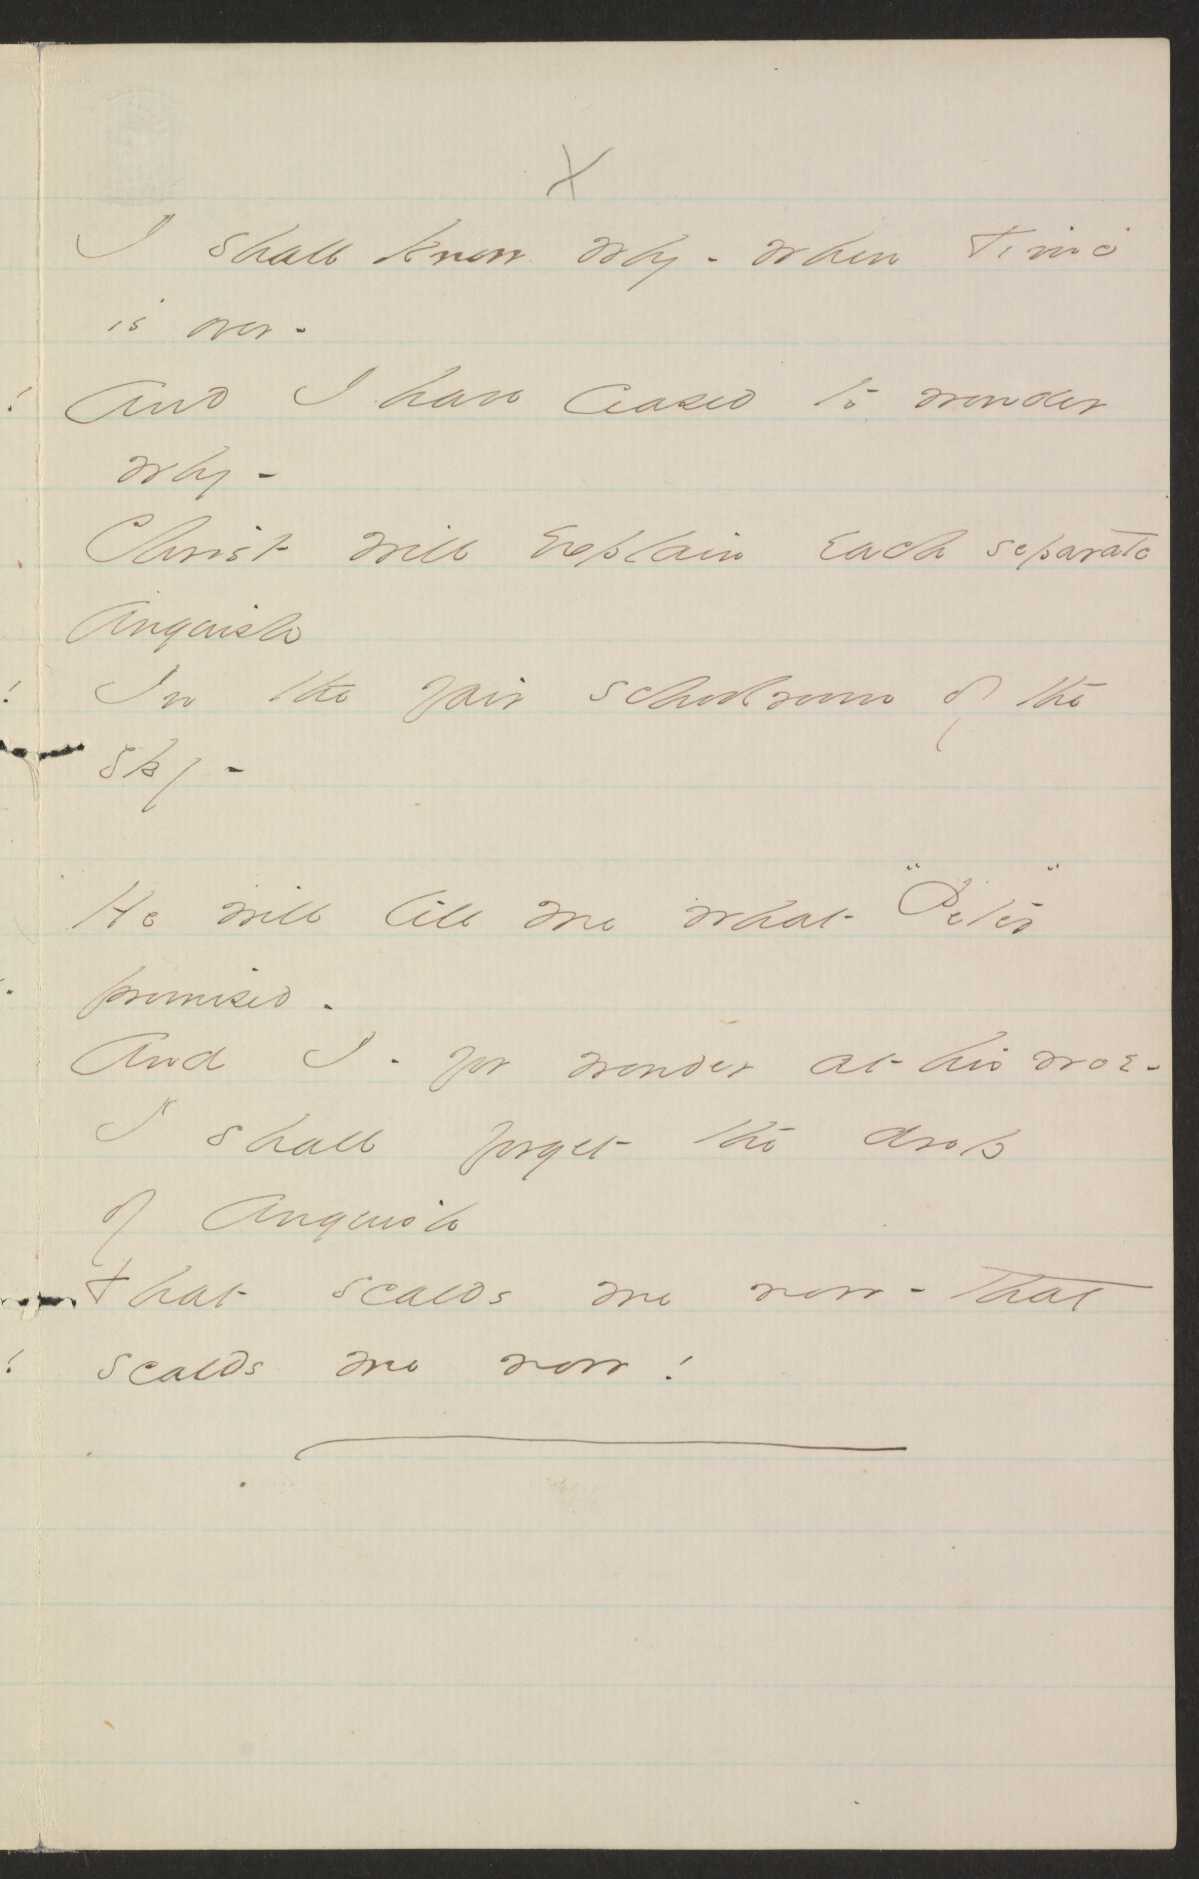 X
I shall know why - when Time
is over -
And I have ceased to wonder
why -
Christ will explain each separate
anguish
In the fair schoolroom of the
sky -
He will tell me what "Peter"
promised -
And I - for wonder at his woe -
I shall forget the drop
of anguish
That scalds me now - that
scalds me now!